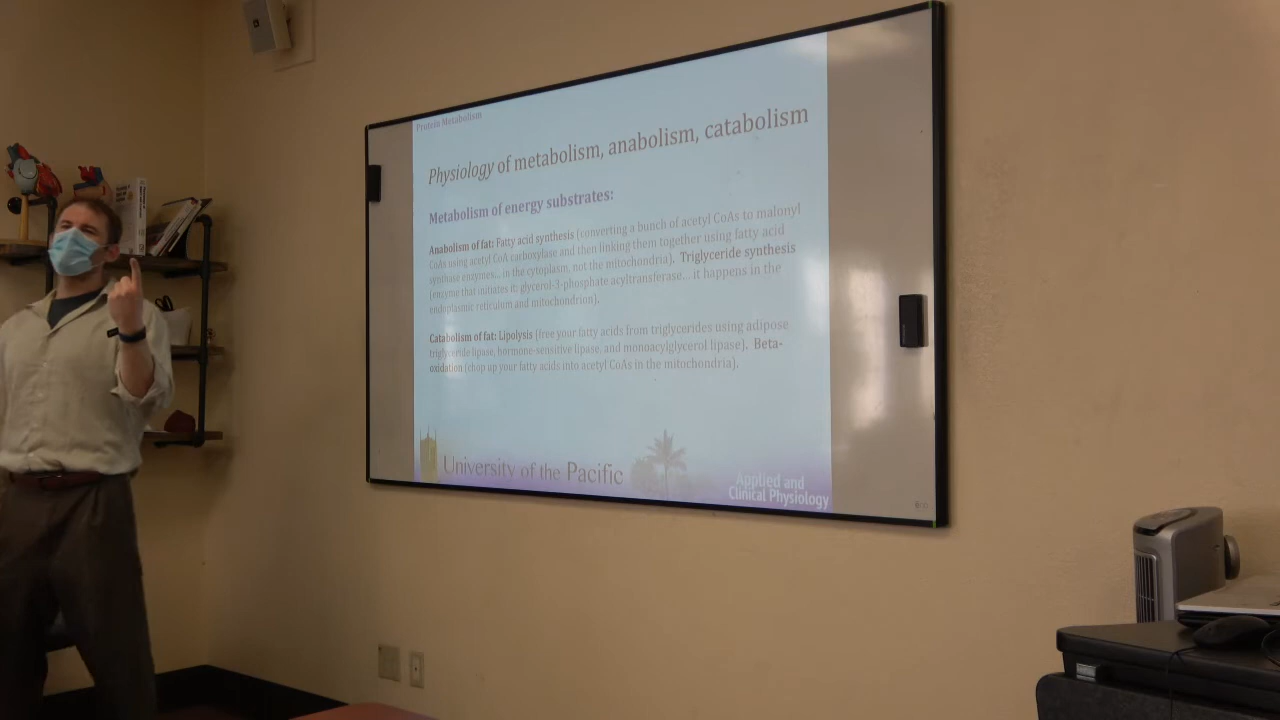 Protein Metabolism
Physiology of metabolism, anabolism, catabolism
Metabolism of energy substrates:
Anabolism of fat: Fatty acid synthesis (converting a bunch of acetyl CoAs to malonyl
CoAs using acetyl CoA carboxylase and then linking them together using fatty acid
synthase enzymes... in the cytoplasm, not the mitochondria). Triglyceride synthesis
(enzyme that initiates it: glycerol-3-phosphate acyltransferase... it happens in the
endoplasmic reticulum and mitochondrion).
Catabolism of fat: Lipolysis (free your fatty acids from triglycerides using adipose
triglyceride lipase, hormone-sensitive lipase, and monoacylglycerol lipase). Beta-
oxidation (chop up your fatty acids into acetyl CoAs in the mitochondria).
University of the Pacific
Applied and
Clinical Physiology